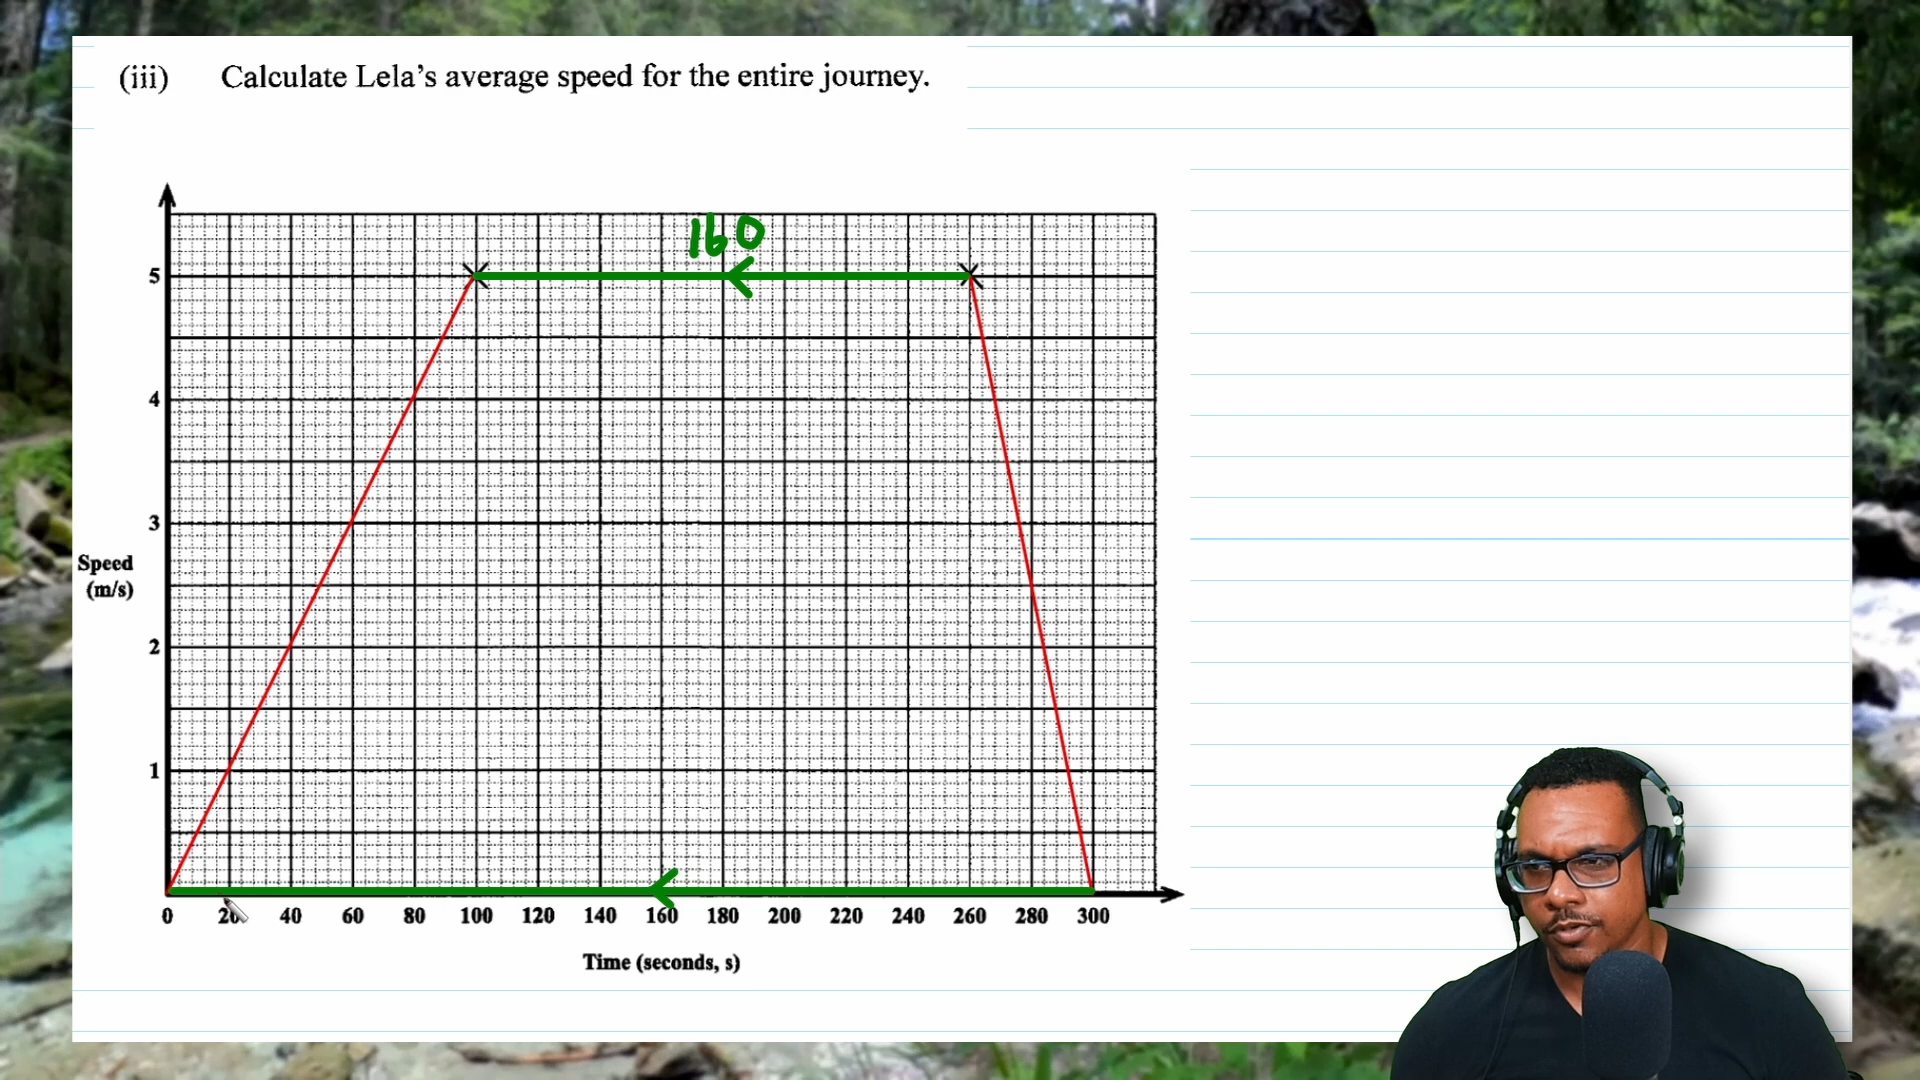 (iii) Calculate Lela's average speed for the entire journey.
160
5
4
3
Speed
(m/s)
2
1
0 20 40 60 80 100 120 140 160 180 200 220 240 260 280 300
Time (seconds, s)